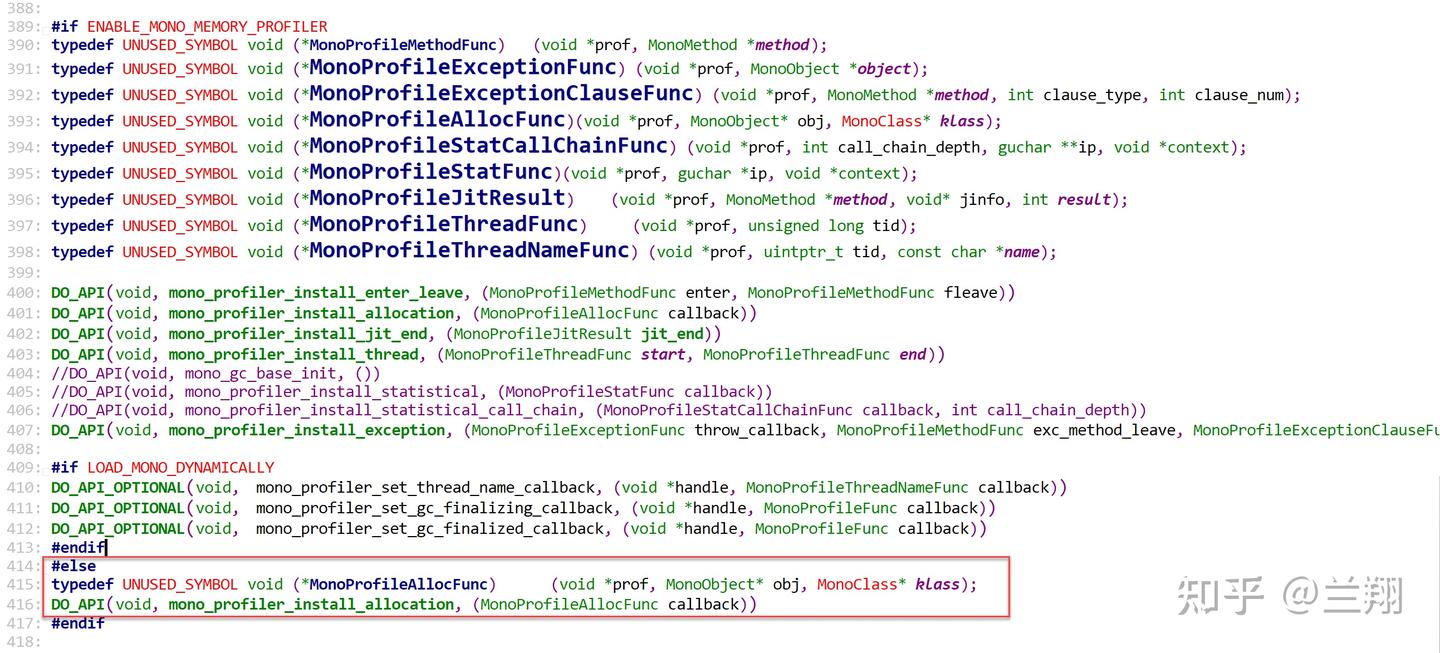 388:
389: #if ENABLE_MONO_MEMORY_PROFILER
390: typedef UNUSED_SYMBOL void (*MonoProfileMethodFunc)   (void *prof, MonoMethod *method);
391: typedef UNUSED_SYMBOL void (*MonoProfileExceptionFunc) (void *prof, MonoObject *object);
392: typedef UNUSED_SYMBOL void (*MonoProfileExceptionClauseFunc) (void *prof, MonoMethod *method, int clause_type, int clause_num);
393: typedef UNUSED_SYMBOL void (*MonoProfileAllocFunc)(void *prof, MonoObject* obj, MonoClass* klass);
394: typedef UNUSED_SYMBOL void (*MonoProfileStatCallChainFunc) (void *prof, int call_chain_depth, guchar **ip, void *context);
395: typedef UNUSED_SYMBOL void (*MonoProfileStatFunc)(void *prof, guchar *ip, void *context);
396: typedef UNUSED_SYMBOL void (*MonoProfileJitResult)    (void *prof, MonoMethod *method, void* jinfo, int result);
397: typedef UNUSED_SYMBOL void (*MonoProfileThreadFunc)     (void *prof, unsigned long tid);
398: typedef UNUSED_SYMBOL void (*MonoProfileThreadNameFunc) (void *prof, uintptr_t tid, const char *name);
399:
400: DO_API(void, mono_profiler_install_enter_leave, (MonoProfileMethodFunc enter, MonoProfileMethodFunc fleave))
401: DO_API(void, mono_profiler_install_allocation, (MonoProfileAllocFunc callback))
402: DO_API(void, mono_profiler_install_jit_end, (MonoProfileJitResult jit_end))
403: DO_API(void, mono_profiler_install_thread, (MonoProfileThreadFunc start, MonoProfileThreadFunc end))
404: //DO_API(void, mono_gc_base_init, ())
405: //DO_API(void, mono_profiler_install_statistical, (MonoProfileStatFunc callback))
406: //DO_API(void, mono_profiler_install_statistical_call_chain, (MonoProfileStatCallChainFunc callback, int call_chain_depth))
407: DO_API(void, mono_profiler_install_exception, (MonoProfileExceptionFunc throw_callback, MonoProfileMethodFunc exc_method_leave, MonoProfileExceptionClauseFu
408:
409: #if LOAD_MONO_DYNAMICALLY
410: DO_API_OPTIONAL(void,  mono_profiler_set_thread_name_callback, (void *handle, MonoProfileThreadNameFunc callback))
411: DO_API_OPTIONAL(void,  mono_profiler_set_gc_finalizing_callback, (void *handle, MonoProfileFunc callback))
412: DO_API_OPTIONAL(void,  mono_profiler_set_gc_finalized_callback, (void *handle, MonoProfileFunc callback))
413: #endif
414: #else
415: typedef UNUSED_SYMBOL void (*MonoProfileAllocFunc)      (void *prof, MonoObject* obj, MonoClass* klass);
416: DO_API(void, mono_profiler_install_allocation, (MonoProfileAllocFunc callback))
417: #endif
418:
知乎 @兰翔